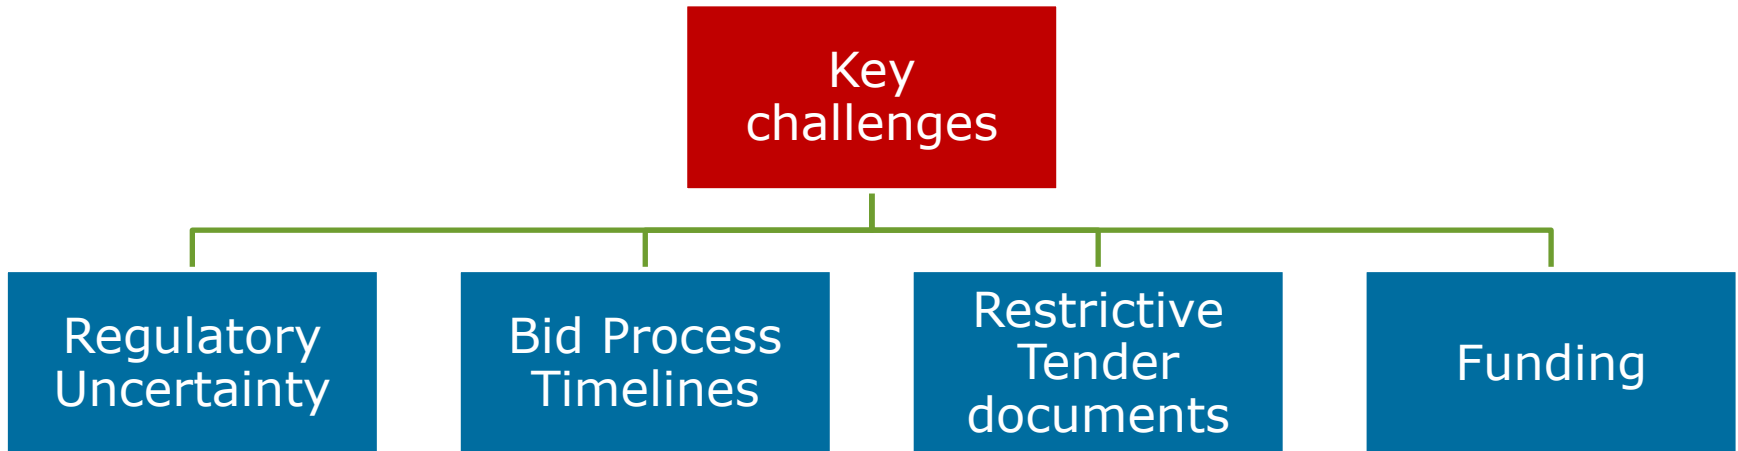 Key
challenges
Regulatory
Uncertainty
Bid Process
Timelines
Restrictive
Tender
documents
Funding